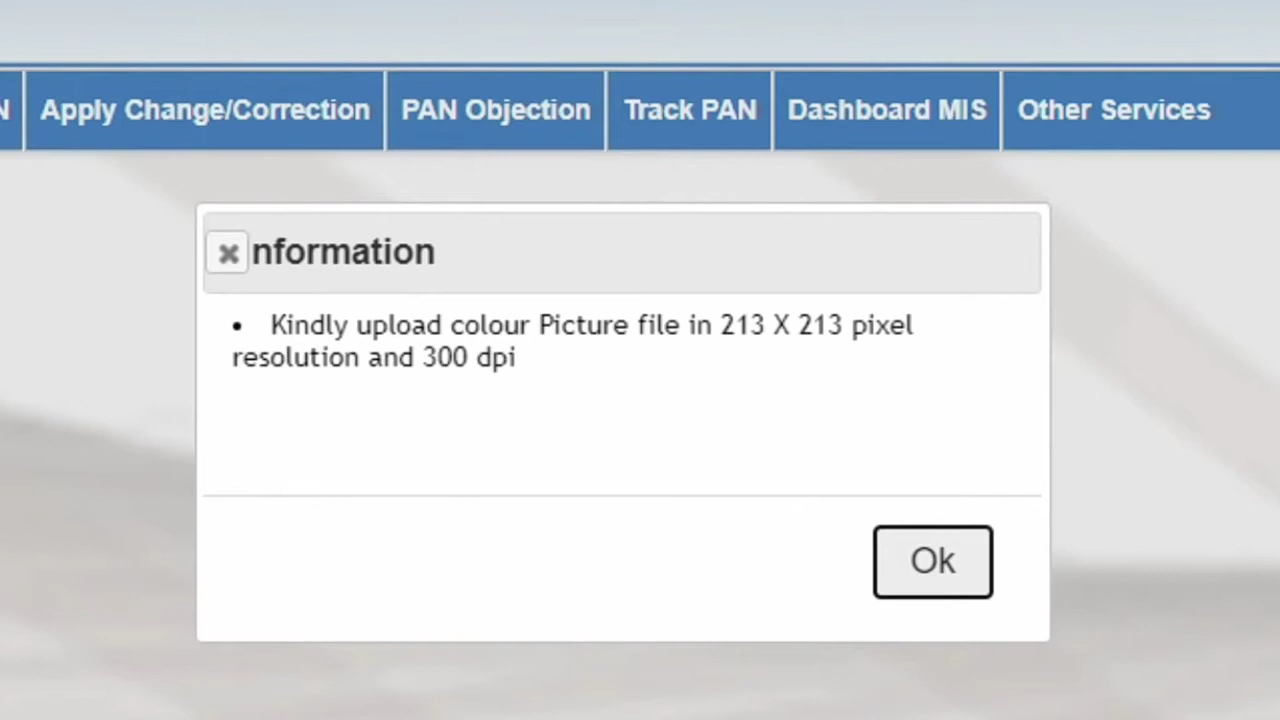 N Apply Change/Correction PAN Objection Track PAN Dashboard MIS Other Services
nformation
• Kindly upload colour Picture file in 213 X 213 pixel
resolution and 300 dpi
Ok